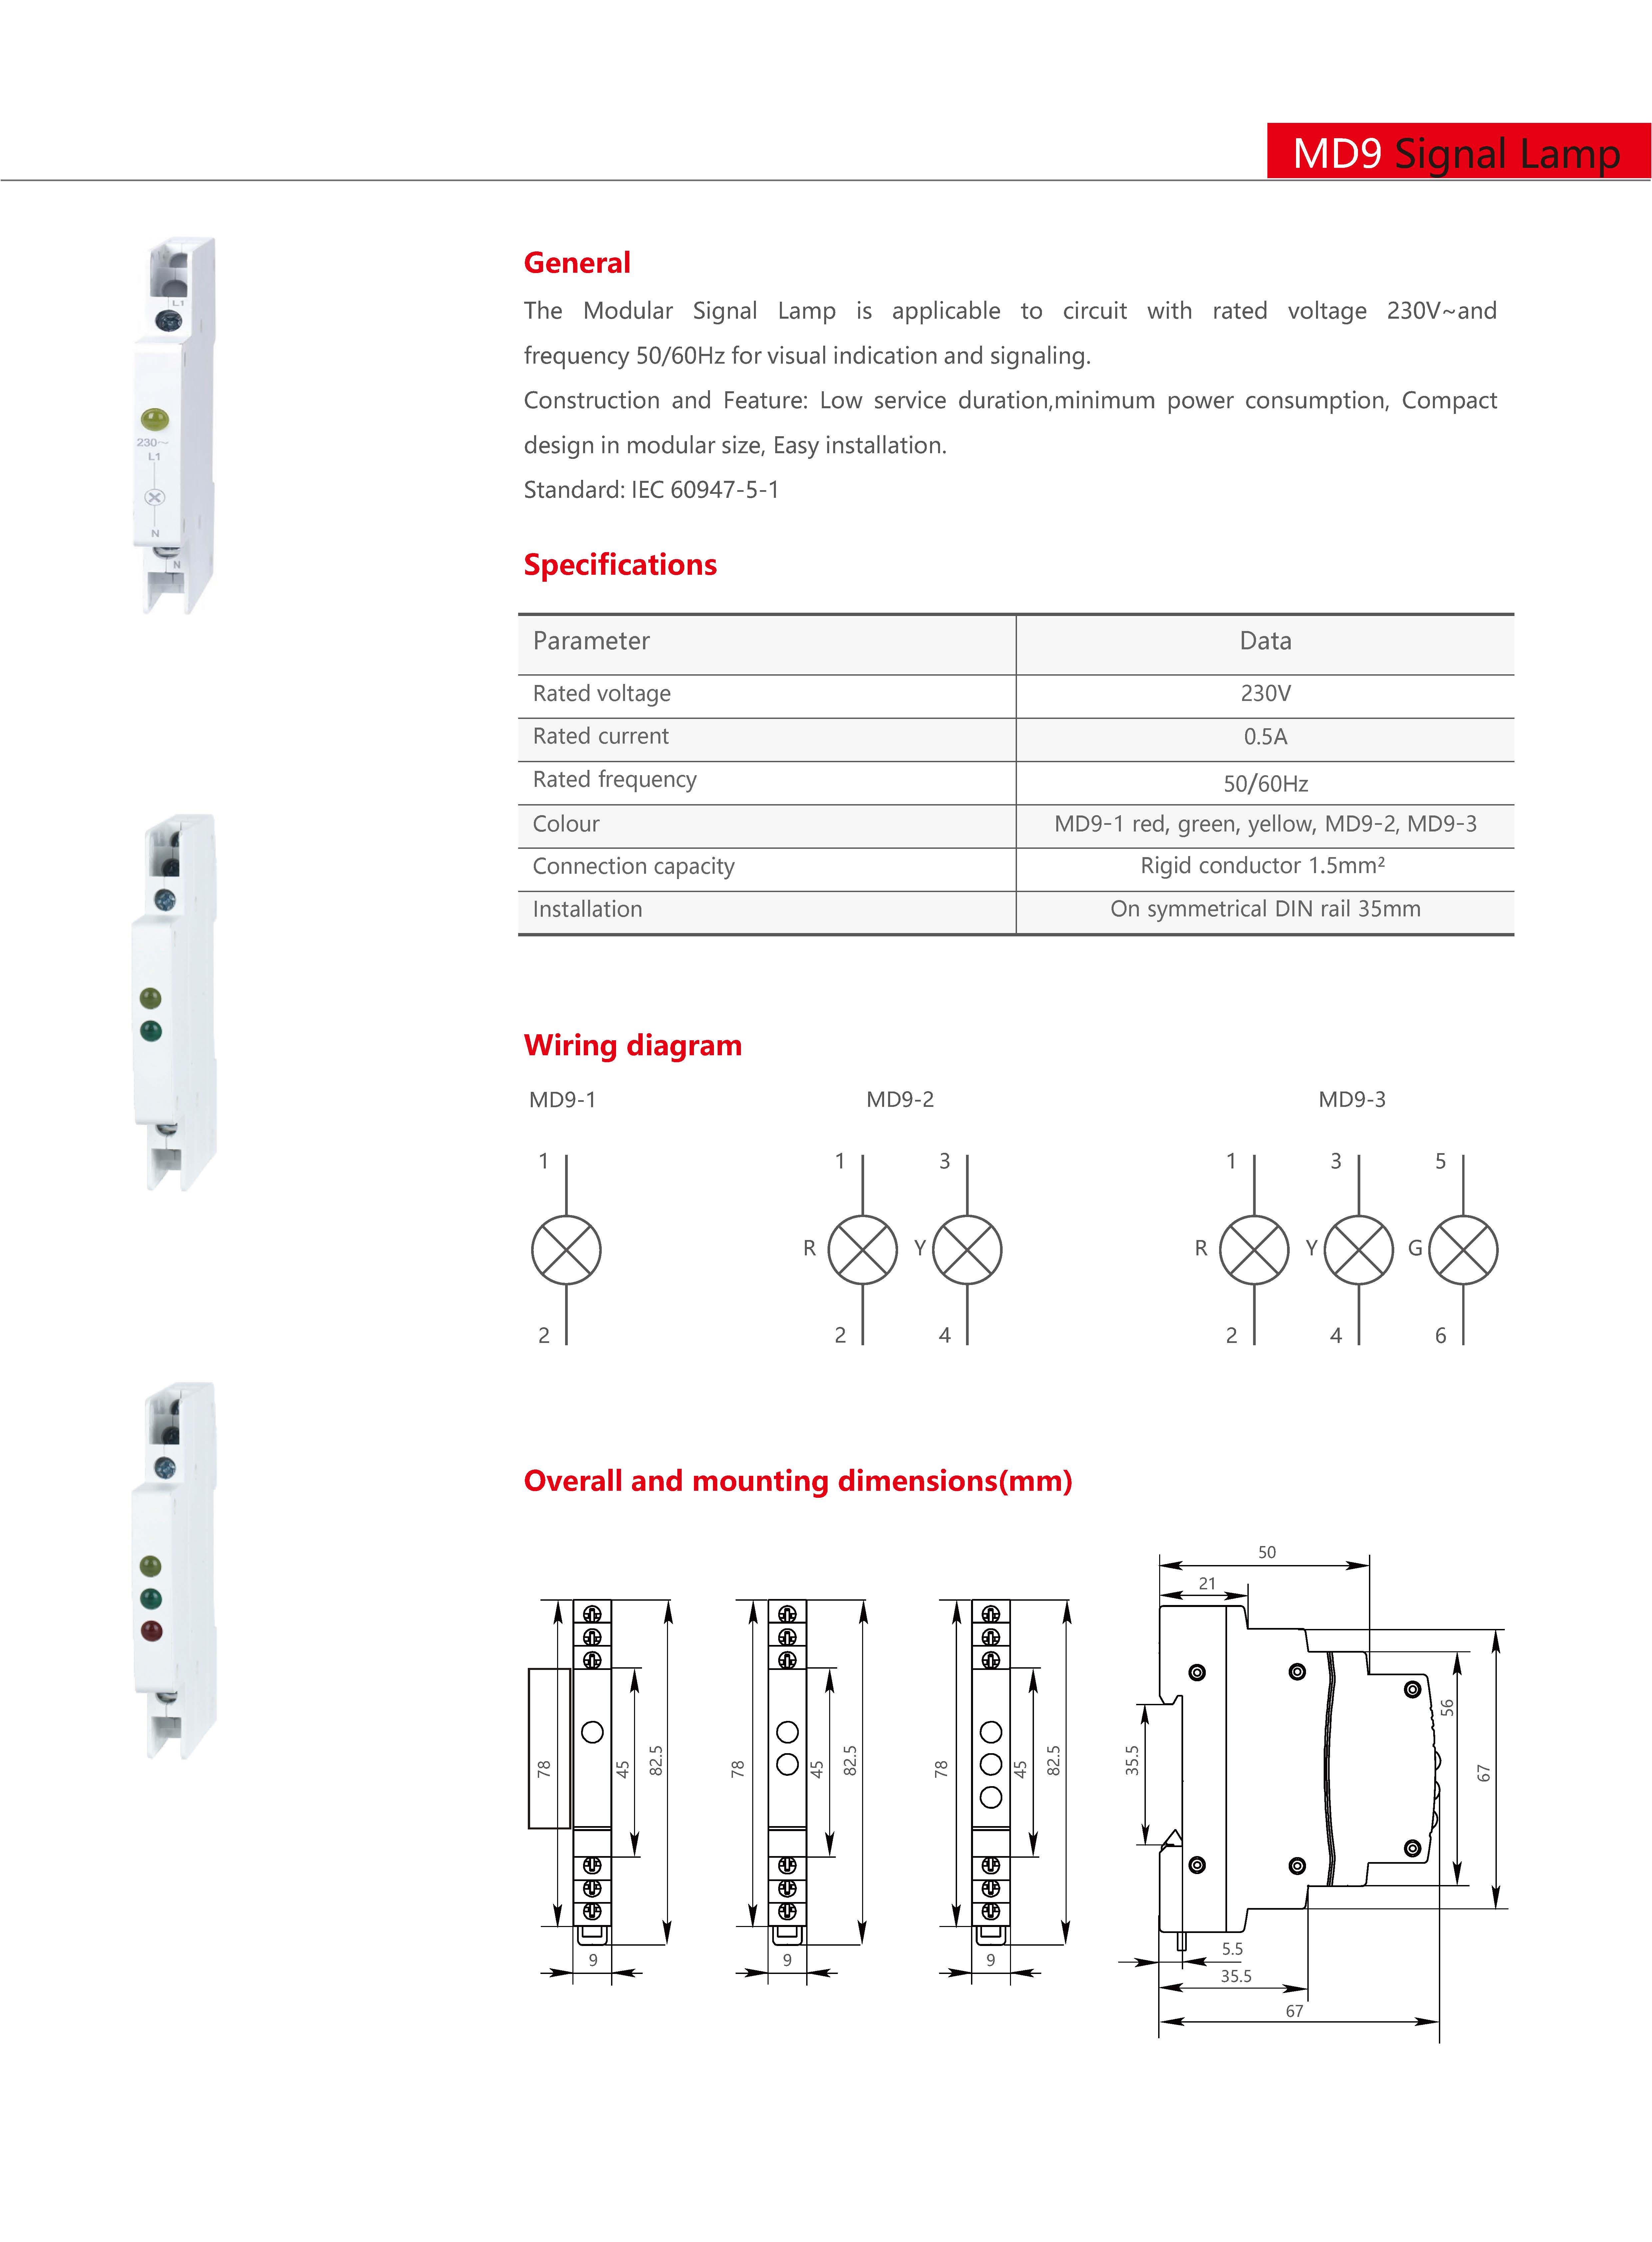 MD9 Signal Lamp
General
The Modular Signal Lamp is applicable to circuit with rated voltage 230V~and
frequency 50/60Hz for visual indication and signaling.
Construction and Feature: Low service duration,minimum power consumption, Compact
design in modular size, Easy installation.
Standard: IEC 60947-5-1
L1
230~
L1
N
N
Specifications
Parameter Data
Rated voltage 230V
Rated current 0.5A
Rated frequency 50/60Hz
Colour MD9-1 red, green, yellow, MD9-2, MD9-3
Connection capacity Rigid conductor 1.5mm²
Installation On symmetrical DIN rail 35mm
Wiring diagram
MD9-1 MD9-2 MD9-3
1 1 3 1 3 5
R Y R Y G
2 2 4 2 4 6
Overall and mounting dimensions(mm)
50
21
78 45 82.5 78 45 82.5 78 45 82.5 35.5 56 67
9 9 9 5.5
35.5
67